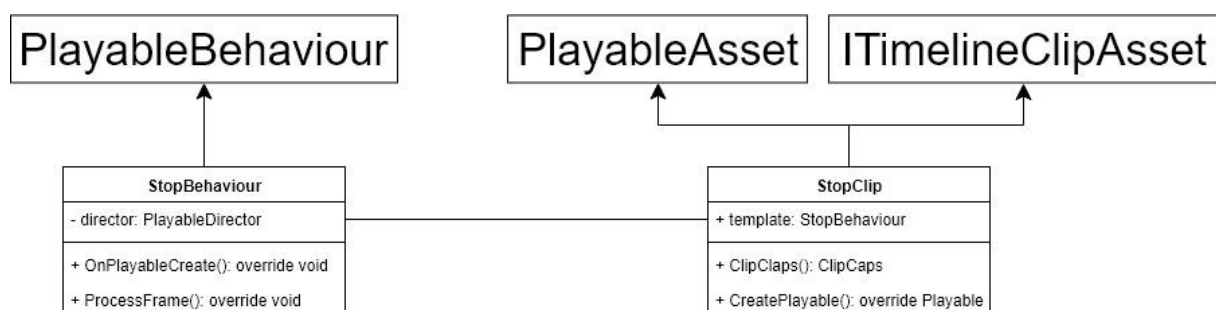 PlayableBehaviour
PlayableAsset
ITimelineClipAsset
StopBehaviour
- director: PlayableDirector
+ OnPlayableCreate(): override void
+ ProcessFrame(): override void
StopClip
+ template: StopBehaviour
+ ClipClaps(): ClipCaps
+ CreatePlayable(): override Playable